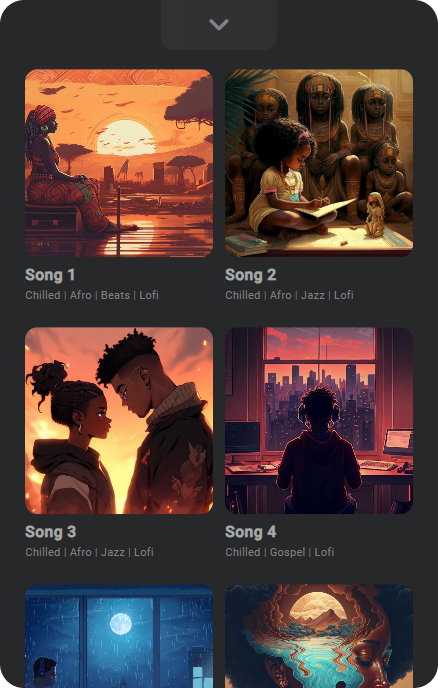 Song 1
Chilled | Afro | Beats | Lofi
Song 2
Chilled | Afro | Jazz | Lofi
Song 3
Chilled | Afro | Jazz | Lofi
Song 4
Chilled | Gospel | Lofi